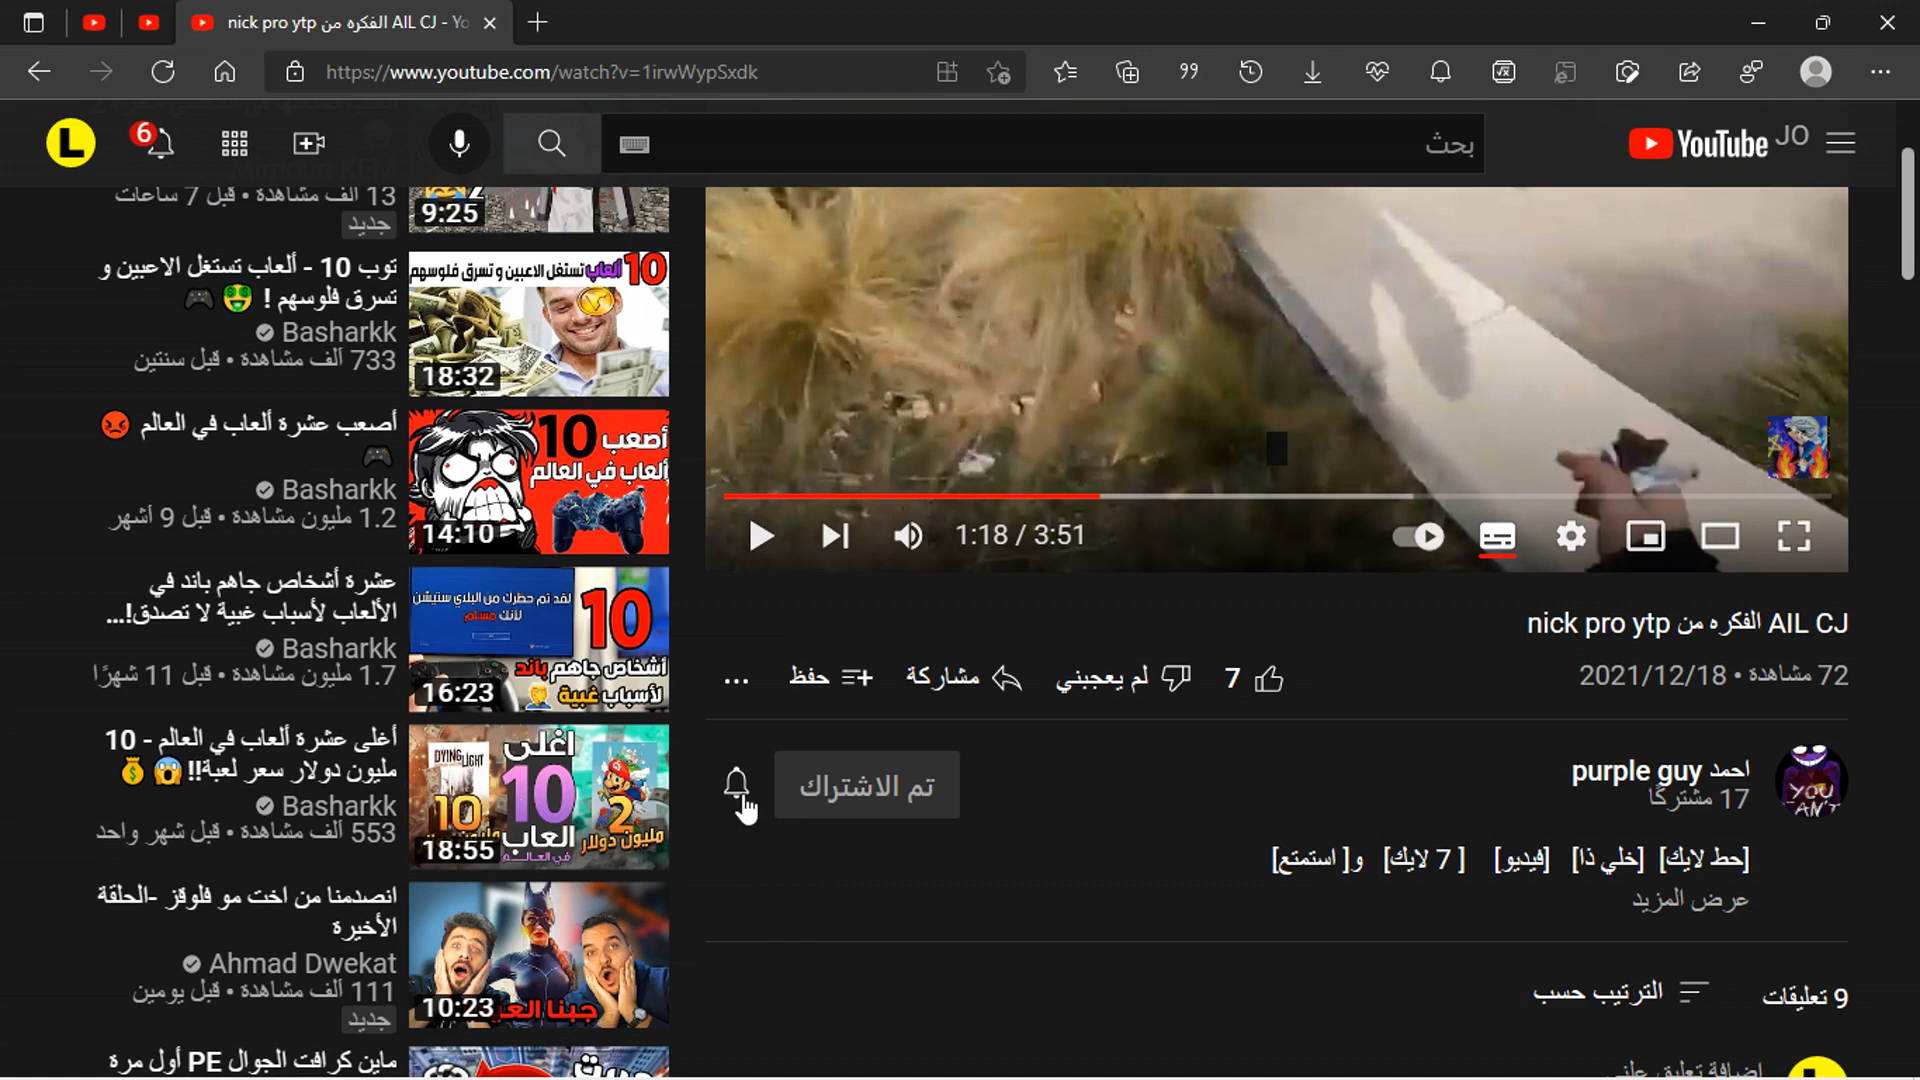 nick pro ytp الفكره من AIL CJ - Yo
https://www.youtube.com/watch?v=1irwWypSxdk
L
6
بحث
YouTube JO
13 ألف مشاهدة • قبل 7 ساعات
جديد
9:25
توب 10 - ألعاب تستغل الاعبين و
تسرق فلوسهم ! 🤑 🎮
Basharkk
733 ألف مشاهدة • قبل سنتين
10 ألعاب تستغل الاعبين و تسرق فلوسهم
18:32
أصعب عشرة ألعاب في العالم 😡
🎮
Basharkk
1.2 مليون مشاهدة • قبل 9 أشهر
أصعب 10
ألعاب في العالم
14:10
عشرة أشخاص جاهم باند في
الألعاب لأسباب غبية لا تصدق!...
Basharkk
1.7 مليون مشاهدة • قبل 11 شهرًا
لقد تم حظرك من البلاي ستيشن
لأنك مسلم
10
أشخاص جاهم باند
لأسباب غبية
16:23
أغلى عشرة ألعاب في العالم - 10
مليون دولار سعر لعبة!! 😱 💰
Basharkk
553 ألف مشاهدة • قبل شهر واحد
DYING LIGHT
اغلى
10
العاب
في العالم
10
2
مليون دولار
18:55
انصدمنا من اخت مو فلوقز -الحلقة
الأخيرة
Ahmad Dwekat
111 ألف مشاهدة • قبل يومين
جديد
10:23
ماين كرافت الجوال PE أول مرة
1:18 / 3:51
nick pro ytp الفكره من AIL CJ
72 مشاهدة • 2021/12/18
7
لم يعجبني
مشاركة
حفظ
...
احمد purple guy
17 مشتركًا
YOU
تم الاشتراك
[حط لايك] [خلي ذا] [فيديو] [ 7 لايك] و[ استمتع]
عرض المزيد
9 تعليقات
الترتيب حسب
إضافة تعليق علني